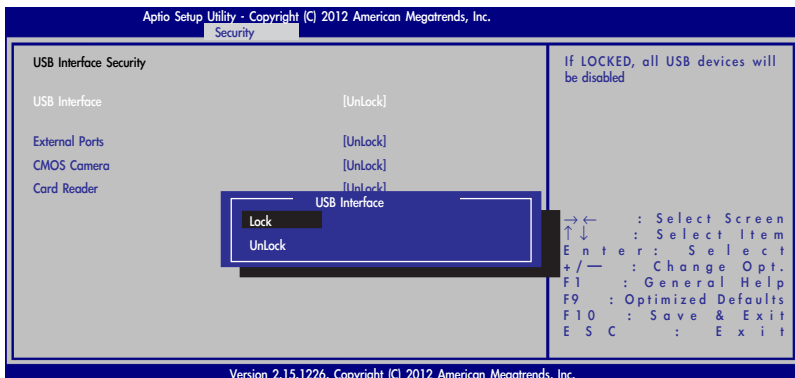 Aptio Setup Utility - Copyright (C) 2012 American Megatrends, Inc.
Security
USB Interface Security
USB Interface [UnLock]
External Ports [UnLock]
CMOS Camera [UnLock]
Card Reader [UnLock]
USB Interface
Lock
UnLock
If LOCKED, all USB devices will
be disabled
→← : Select Screen
↑↓ : Select Item
Enter: Select
+/— : Change Opt.
F1 : General Help
F9 : Optimized Defaults
F10 : Save & Exit
ESC : Exit
Version 2.15.1226. Copyright (C) 2012 American Megatrends, Inc.